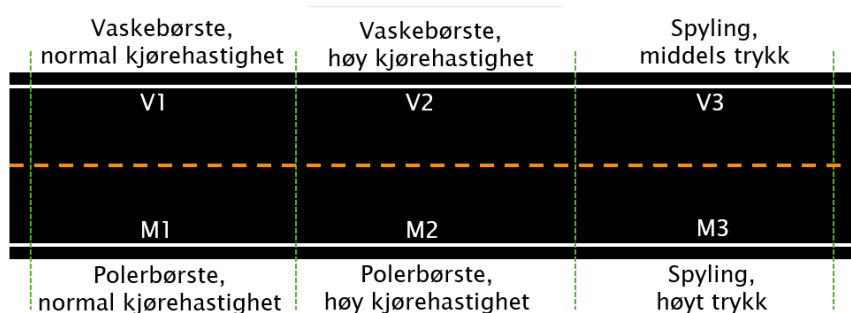 Vaskebørste,
normal kjørehastighet
Vaskebørste,
høy kjørehastighet
Spyling,
middels trykk
V1
V2
V3
M1
M2
M3
Polerbørste,
normal kjørehastighet
Polerbørste,
høy kjørehastighet
Spyling,
høyt trykk